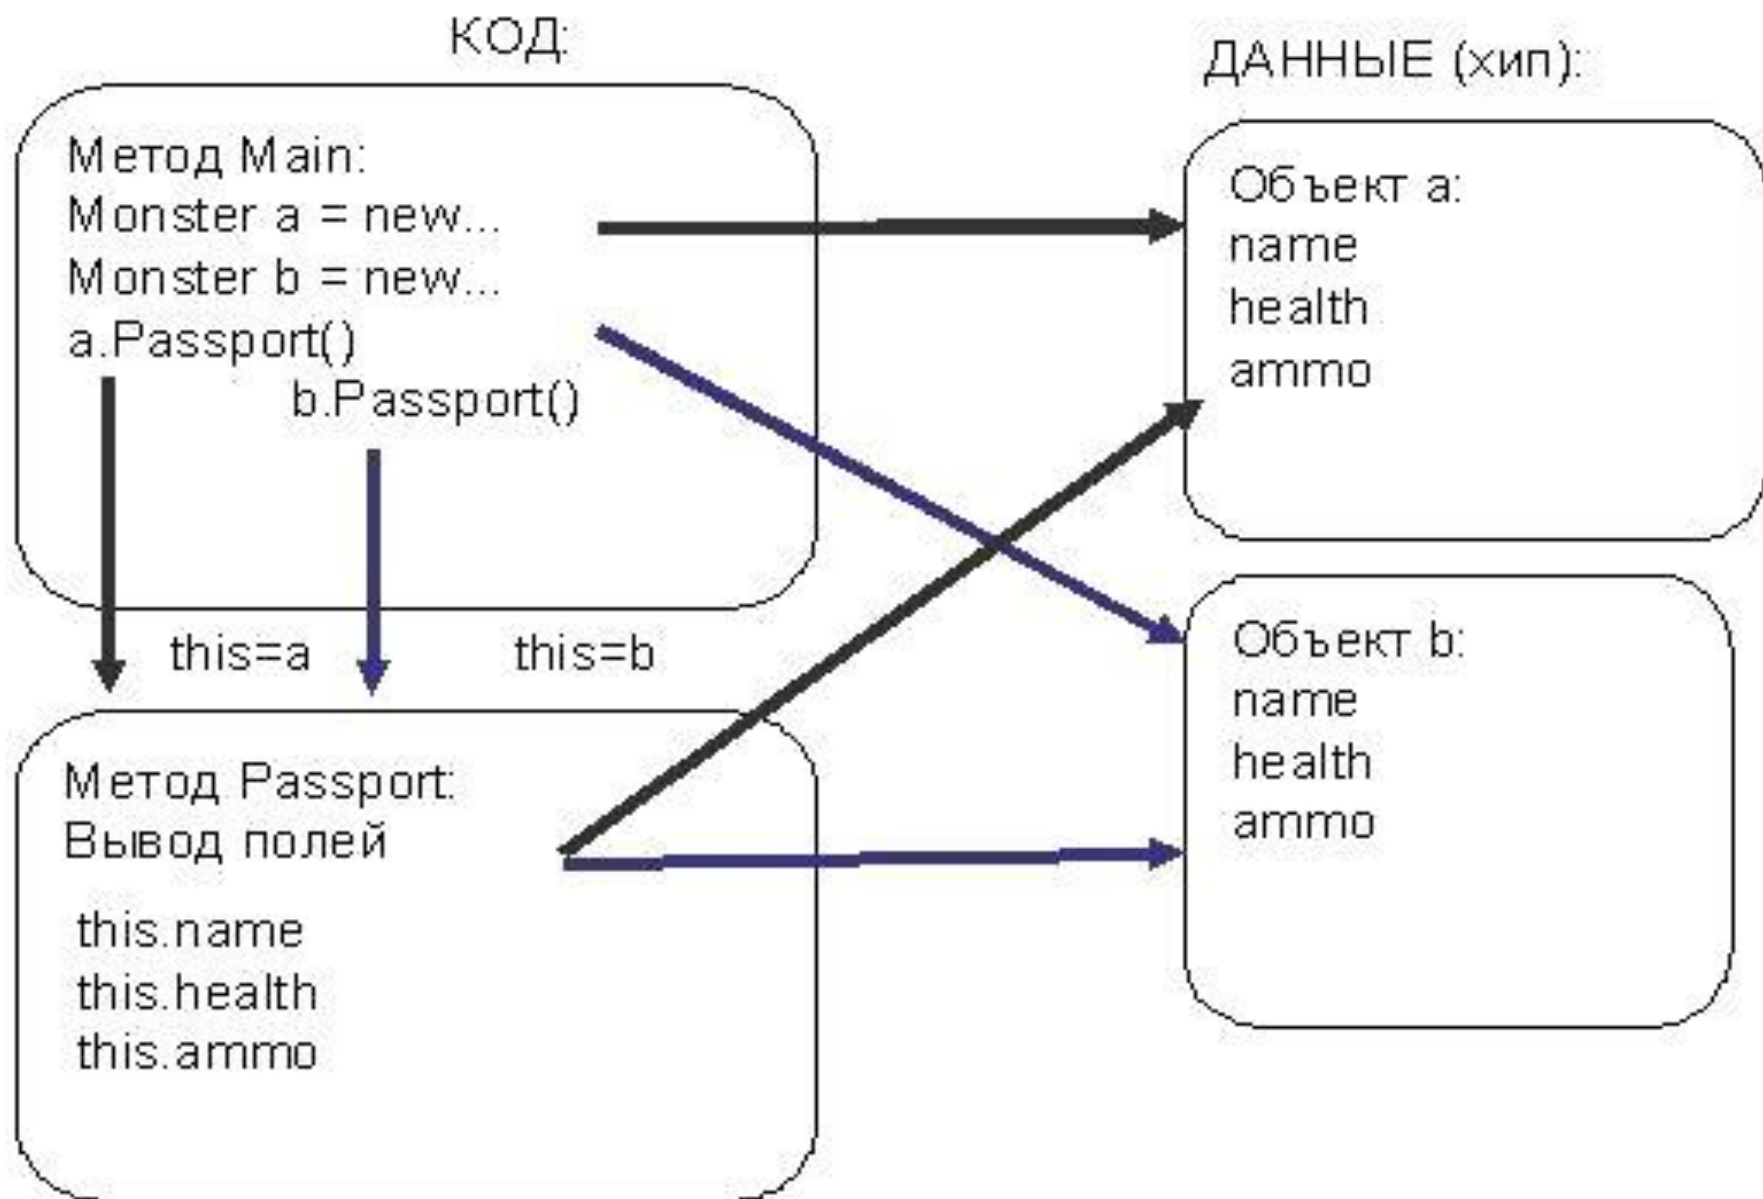 КОД:
Метод Main:
Monster a = new...
Monster b = new...
a.Passport()
b.Passport()
this=a
this=b
Метод Passport:
Вывод полей
this.name
this.health
this.ammo
ДАННЫЕ (хип):
Объект a:
name
health
ammo
Объект b:
name
health
ammo